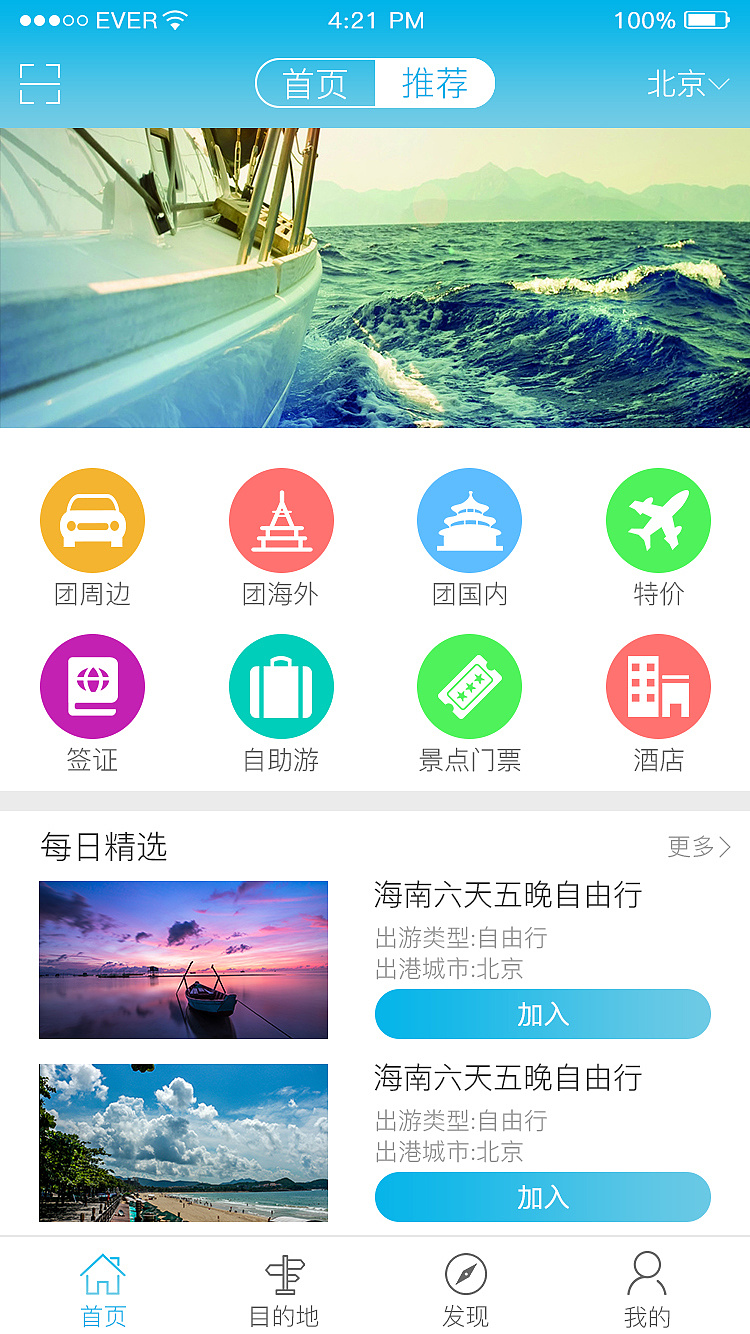 EVER 4:21 PM 100%
首页 推荐 北京
团周边 团海外 团国内 特价
签证 自助游 景点门票 酒店
每日精选 更多
海南六天五晚自由行
出游类型:自由行
出港城市:北京
加入
海南六天五晚自由行
出游类型:自由行
出港城市:北京
加入
首页 目的地 发现 我的